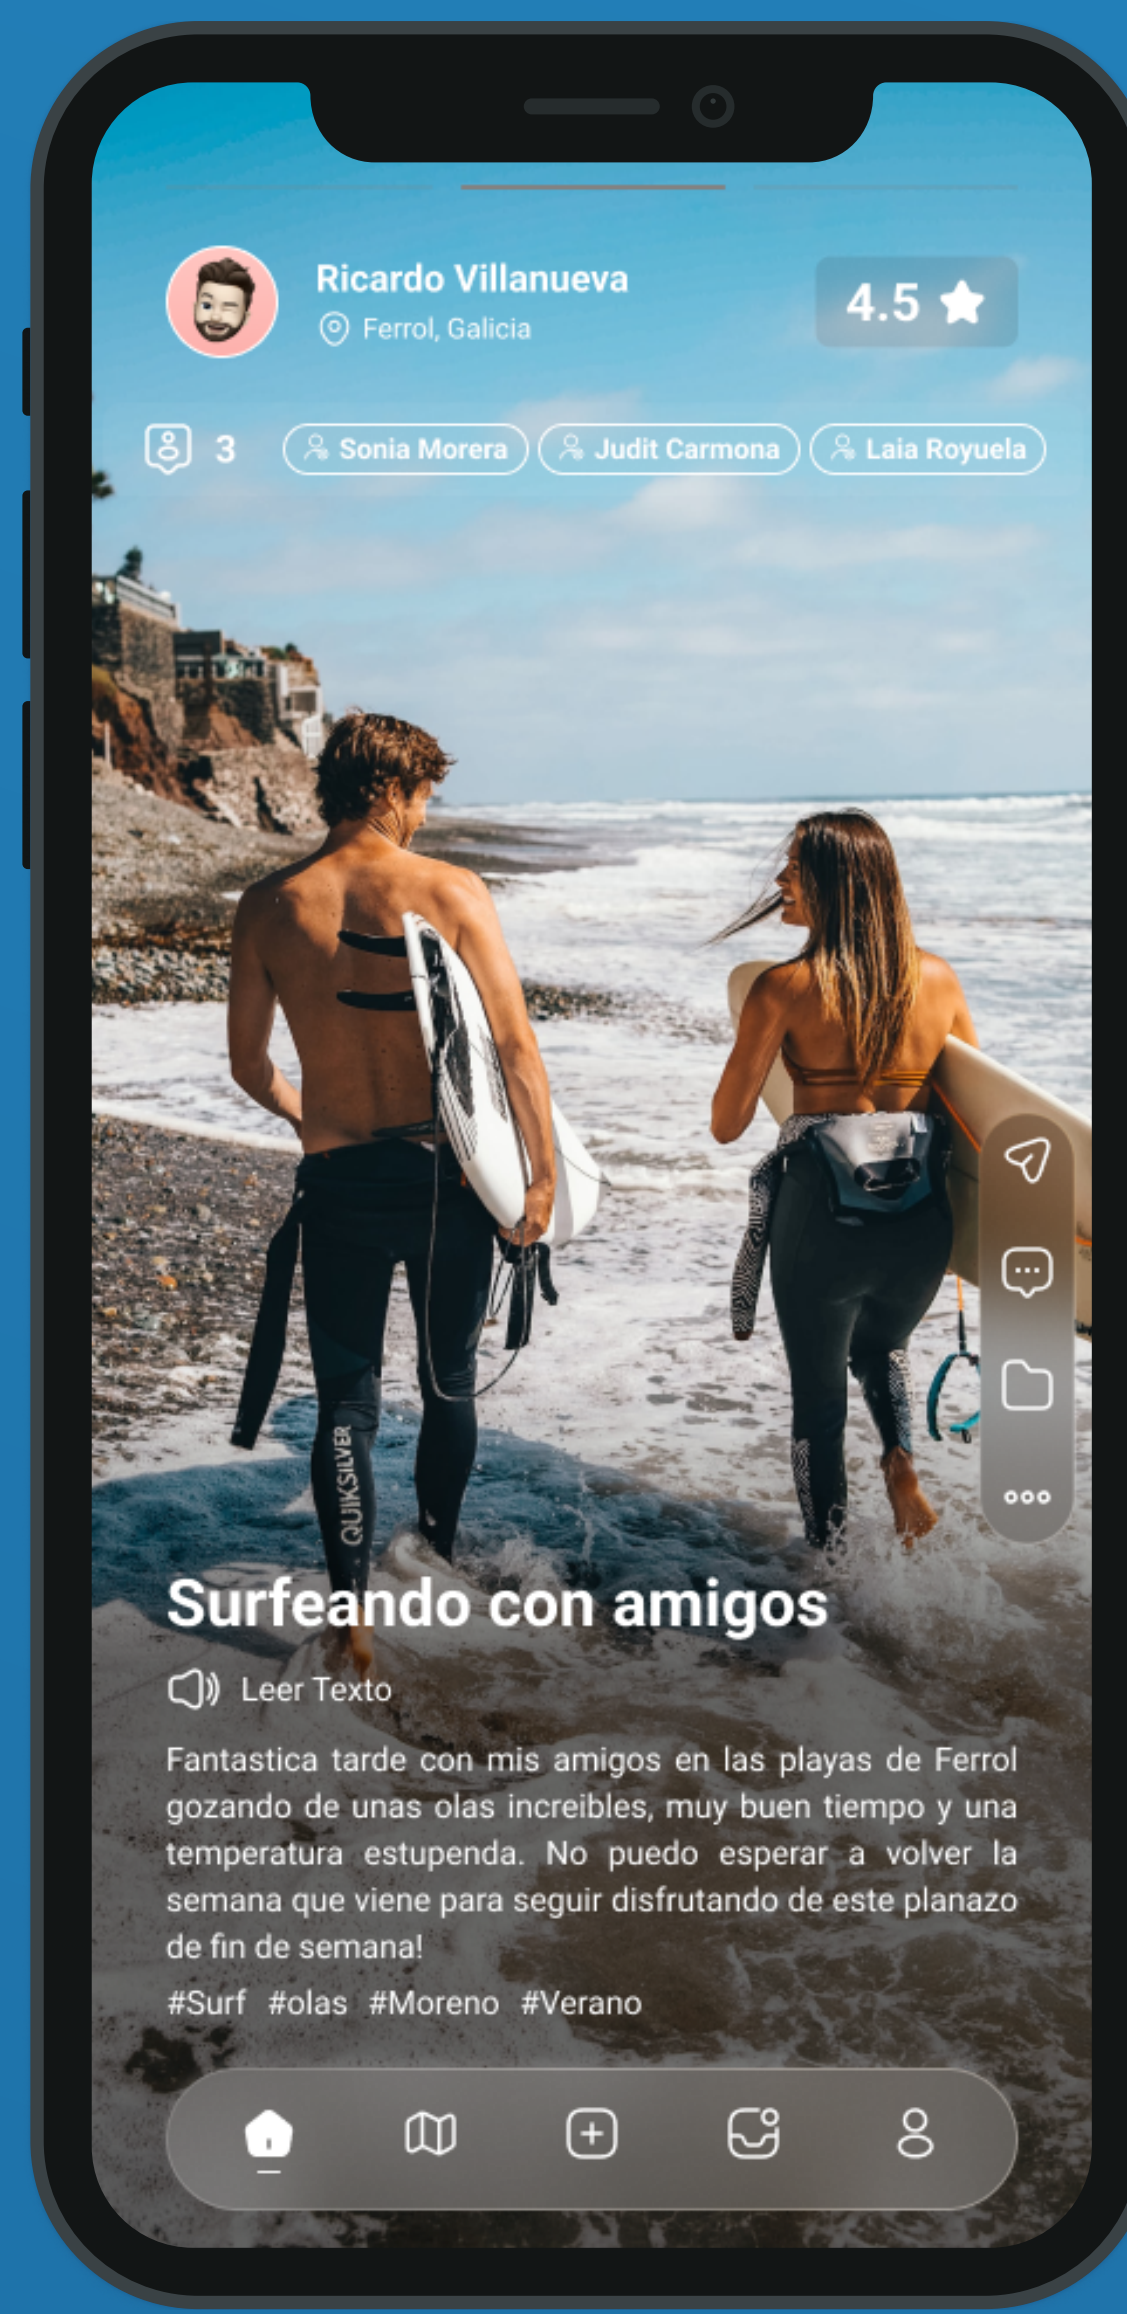 Ricardo Villanueva
4.5
Ferrol, Galicia
3 Sonia Morera Judit Carmona Laia Royuela
QUIKSILVER
Surfeando con amigos
Leer Texto
Fantastica tarde con mis amigos en las playas de Ferrol
gozando de unas olas increibles, muy buen tiempo y una
temperatura estupenda. No puedo esperar a volver la
semana que viene para seguir disfrutando de este planazo
de fin de semana!
#Surf #olas #Moreno #Verano